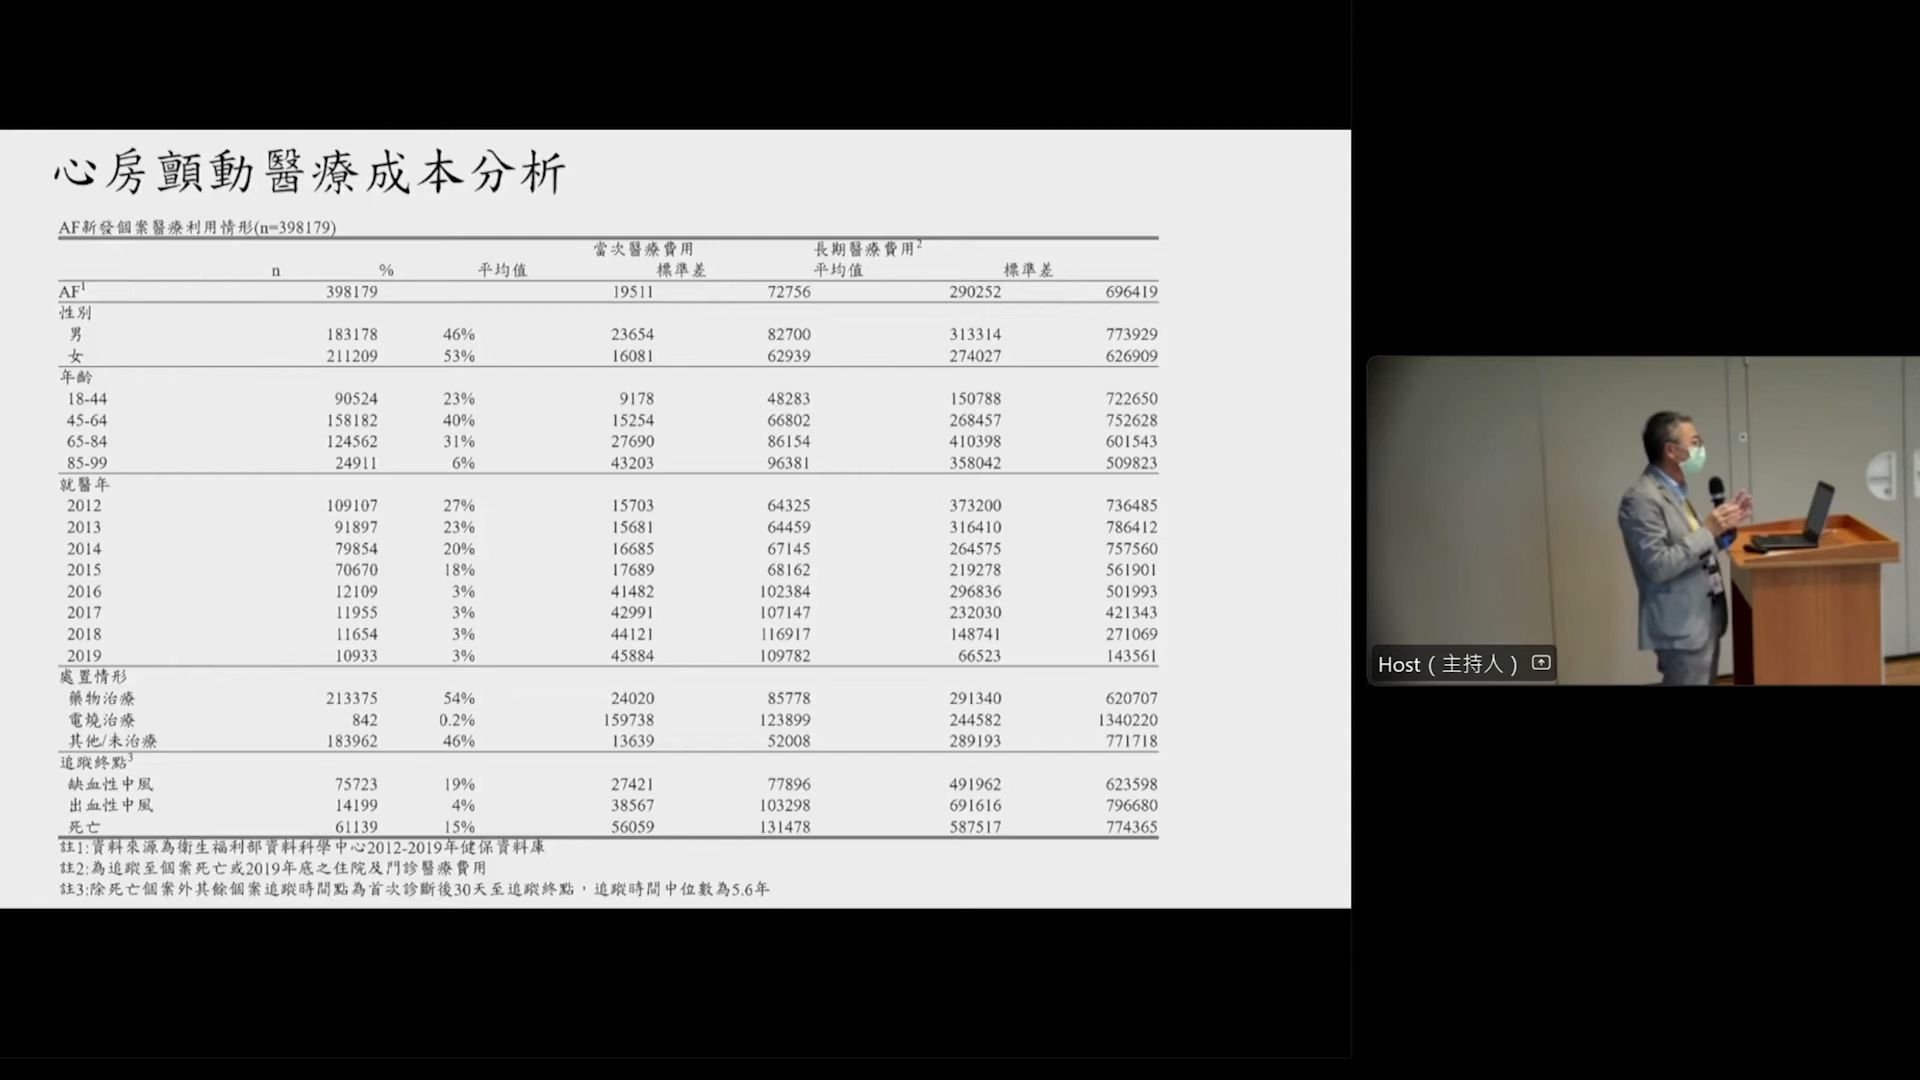 心房顫動醫療成本分析
AF新發個案醫療利用情形(n=398179)
當次醫療費用 長期醫療費用2
n % 平均值 標準差 平均值 標準差
AF1 398179 19511 72756 290252 696419
性別
男 183178 46% 23654 82700 313314 773929
女 211209 53% 16081 62939 274027 626909
年齡
18-44 90524 23% 9178 48283 150788 722650
45-64 158182 40% 15254 66802 268457 752628
65-84 124562 31% 27690 86154 410398 601543
85-99 24911 6% 43203 96381 358042 509823
就醫年
2012 109107 27% 15703 64325 373200 736485
2013 91897 23% 15681 64459 316410 786412
2014 79854 20% 16685 67145 264575 757560
2015 70670 18% 17689 68162 219278 561901
2016 12109 3% 41482 102384 296836 501993
2017 11955 3% 42991 107147 232030 421343
2018 11654 3% 44121 116917 148741 271069
2019 10933 3% 45884 109782 66523 143561
處置情形
藥物治療 213375 54% 24020 85778 291340 620707
電燒治療 842 0.2% 159738 123899 244582 1340220
其他/未治療 183962 46% 13639 52008 289193 771718
追蹤終點3
缺血性中風 75723 19% 27421 77896 491962 623598
出血性中風 14199 4% 38567 103298 691616 796680
死亡 61139 15% 56059 131478 587517 774365
註1:資料來源為衛生福利部資料科學中心2012-2019年健保資料庫
註2:為追蹤至個案死亡或2019年底之住院及門診醫療費用
註3:除死亡個案外其餘個案追蹤時間點為首次診斷後30天至追蹤終點，追蹤時間中位數為5.6年
Host（主持人）